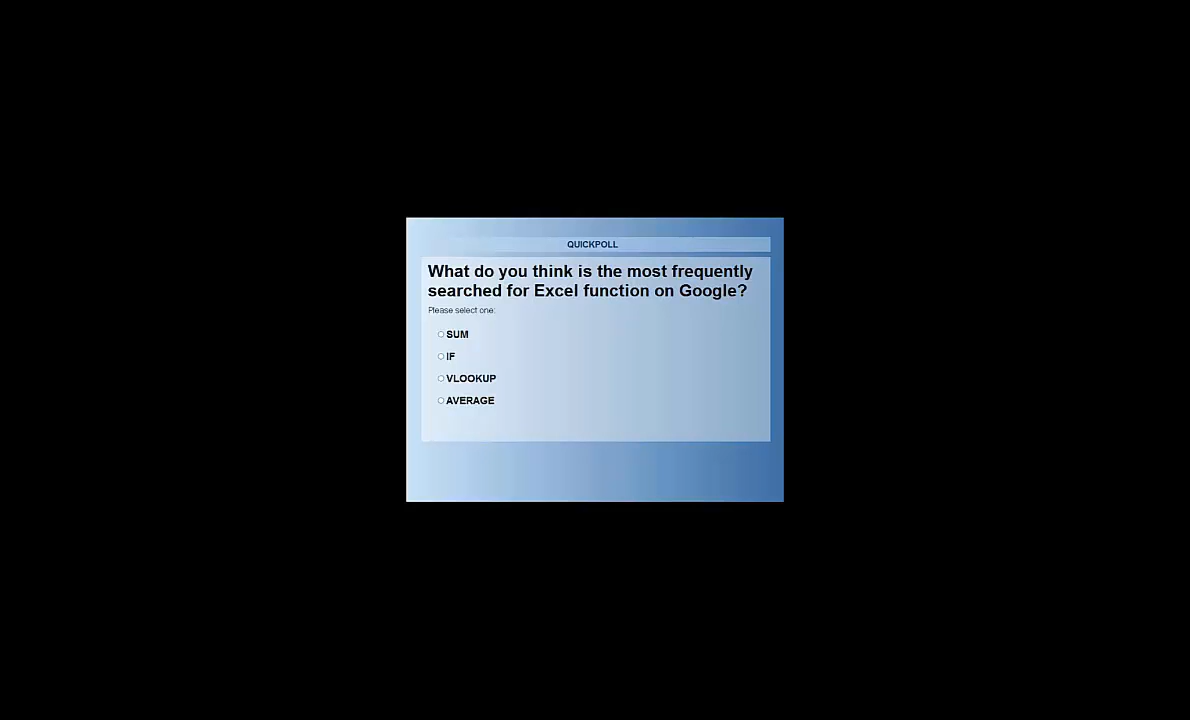 QUICKPOLL
What do you think is the most frequently
searched for Excel function on Google?
Please select one:
SUM
IF
VLOOKUP
AVERAGE